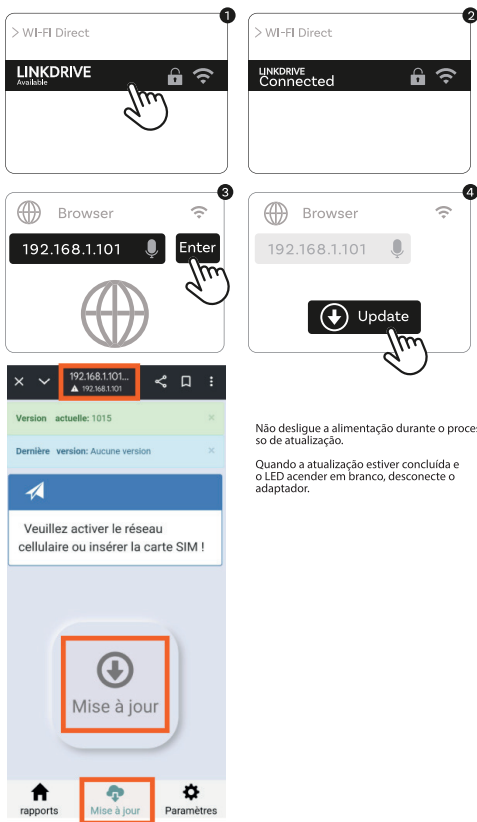 1
> WI-FI Direct
LINKDRIVE
Available
2
> WI-FI Direct
LINKDRIVE
Connected
3
Browser
192.168.1.101
Enter
4
Browser
192.168.1.101
Update
192.168.1.101...
192.168.1.101
Version actuelle: 1015
Dernière version: Aucune version
Veuillez activer le réseau
cellulaire ou insérer la carte SIM !
Mise à jour
rapports
Mise à jour
Paramètres
Não desligue a alimentação durante o proces
so de atualização.
Quando a atualização estiver concluída e
o LED acender em branco, desconecte o
adaptador.